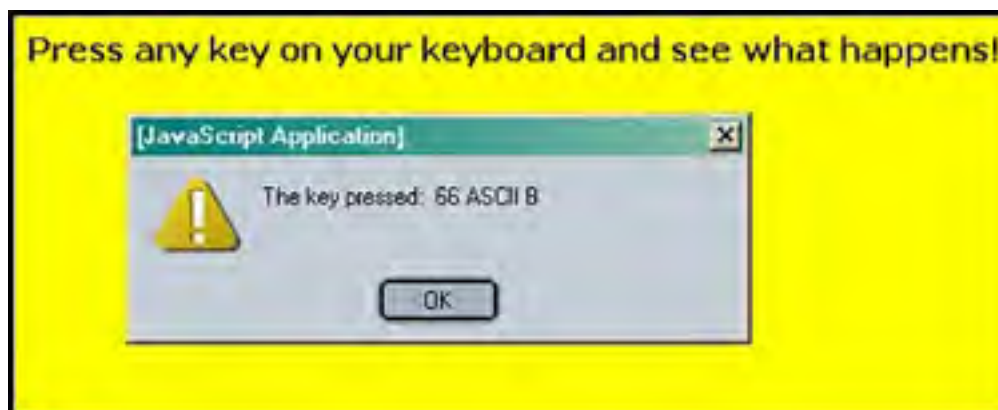 Press any key on your keyboard and see what happens!
[JavaScript Application]
The key pressed: 66 ASCII B
OK